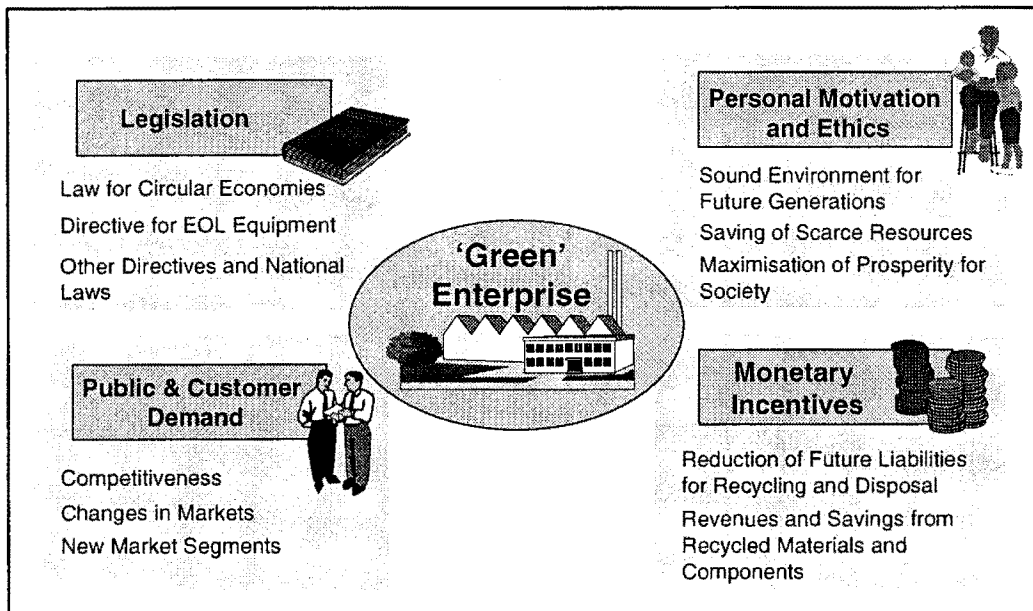 Legislation
Law for Circular Economies
Directive for EOL Equipment
Other Directives and National
Laws
Personal Motivation
and Ethics
Sound Environment for
Future Generations
Saving of Scarce Resources
Maximisation of Prosperity for
Society
'Green'
Enterprise
Public & Customer
Demand
Competitiveness
Changes in Markets
New Market Segments
Monetary
Incentives
Reduction of Future Liabilities
for Recycling and Disposal
Revenues and Savings from
Recycled Materials and
Components